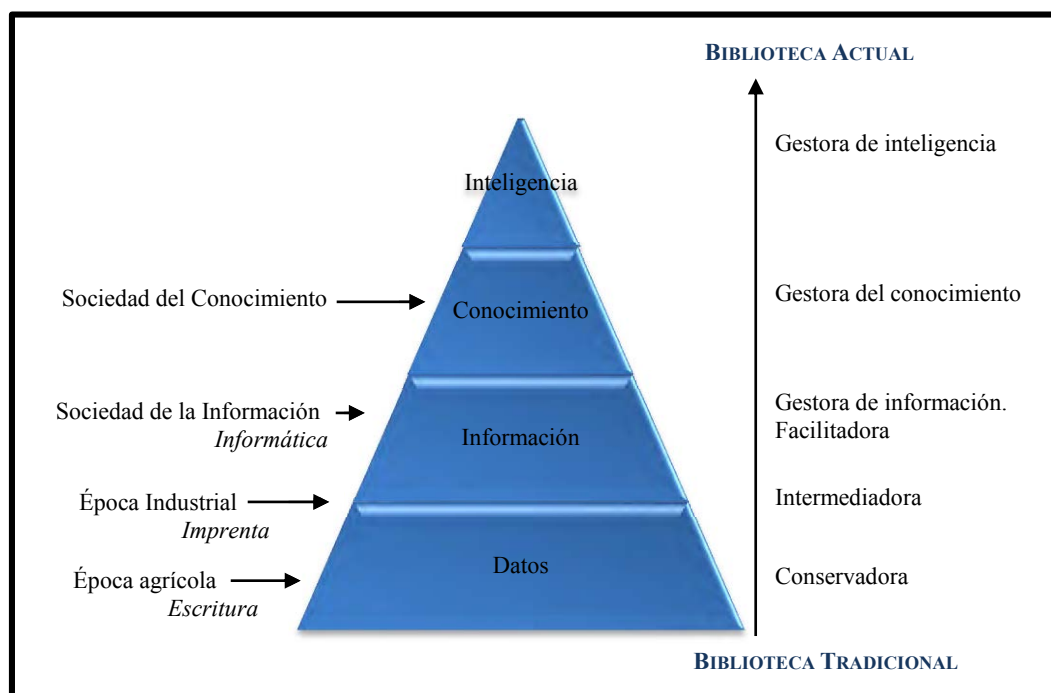 BIBLIOTECA ACTUAL
Gestora de inteligencia
Inteligencia
Sociedad del Conocimiento
Conocimiento
Gestora del conocimiento
Sociedad de la Información
Informática
Información
Gestora de información.
Facilitadora
Época Industrial
Imprenta
Intermediadora
Época agrícola
Escritura
Datos
Conservadora
BIBLIOTECA TRADICIONAL